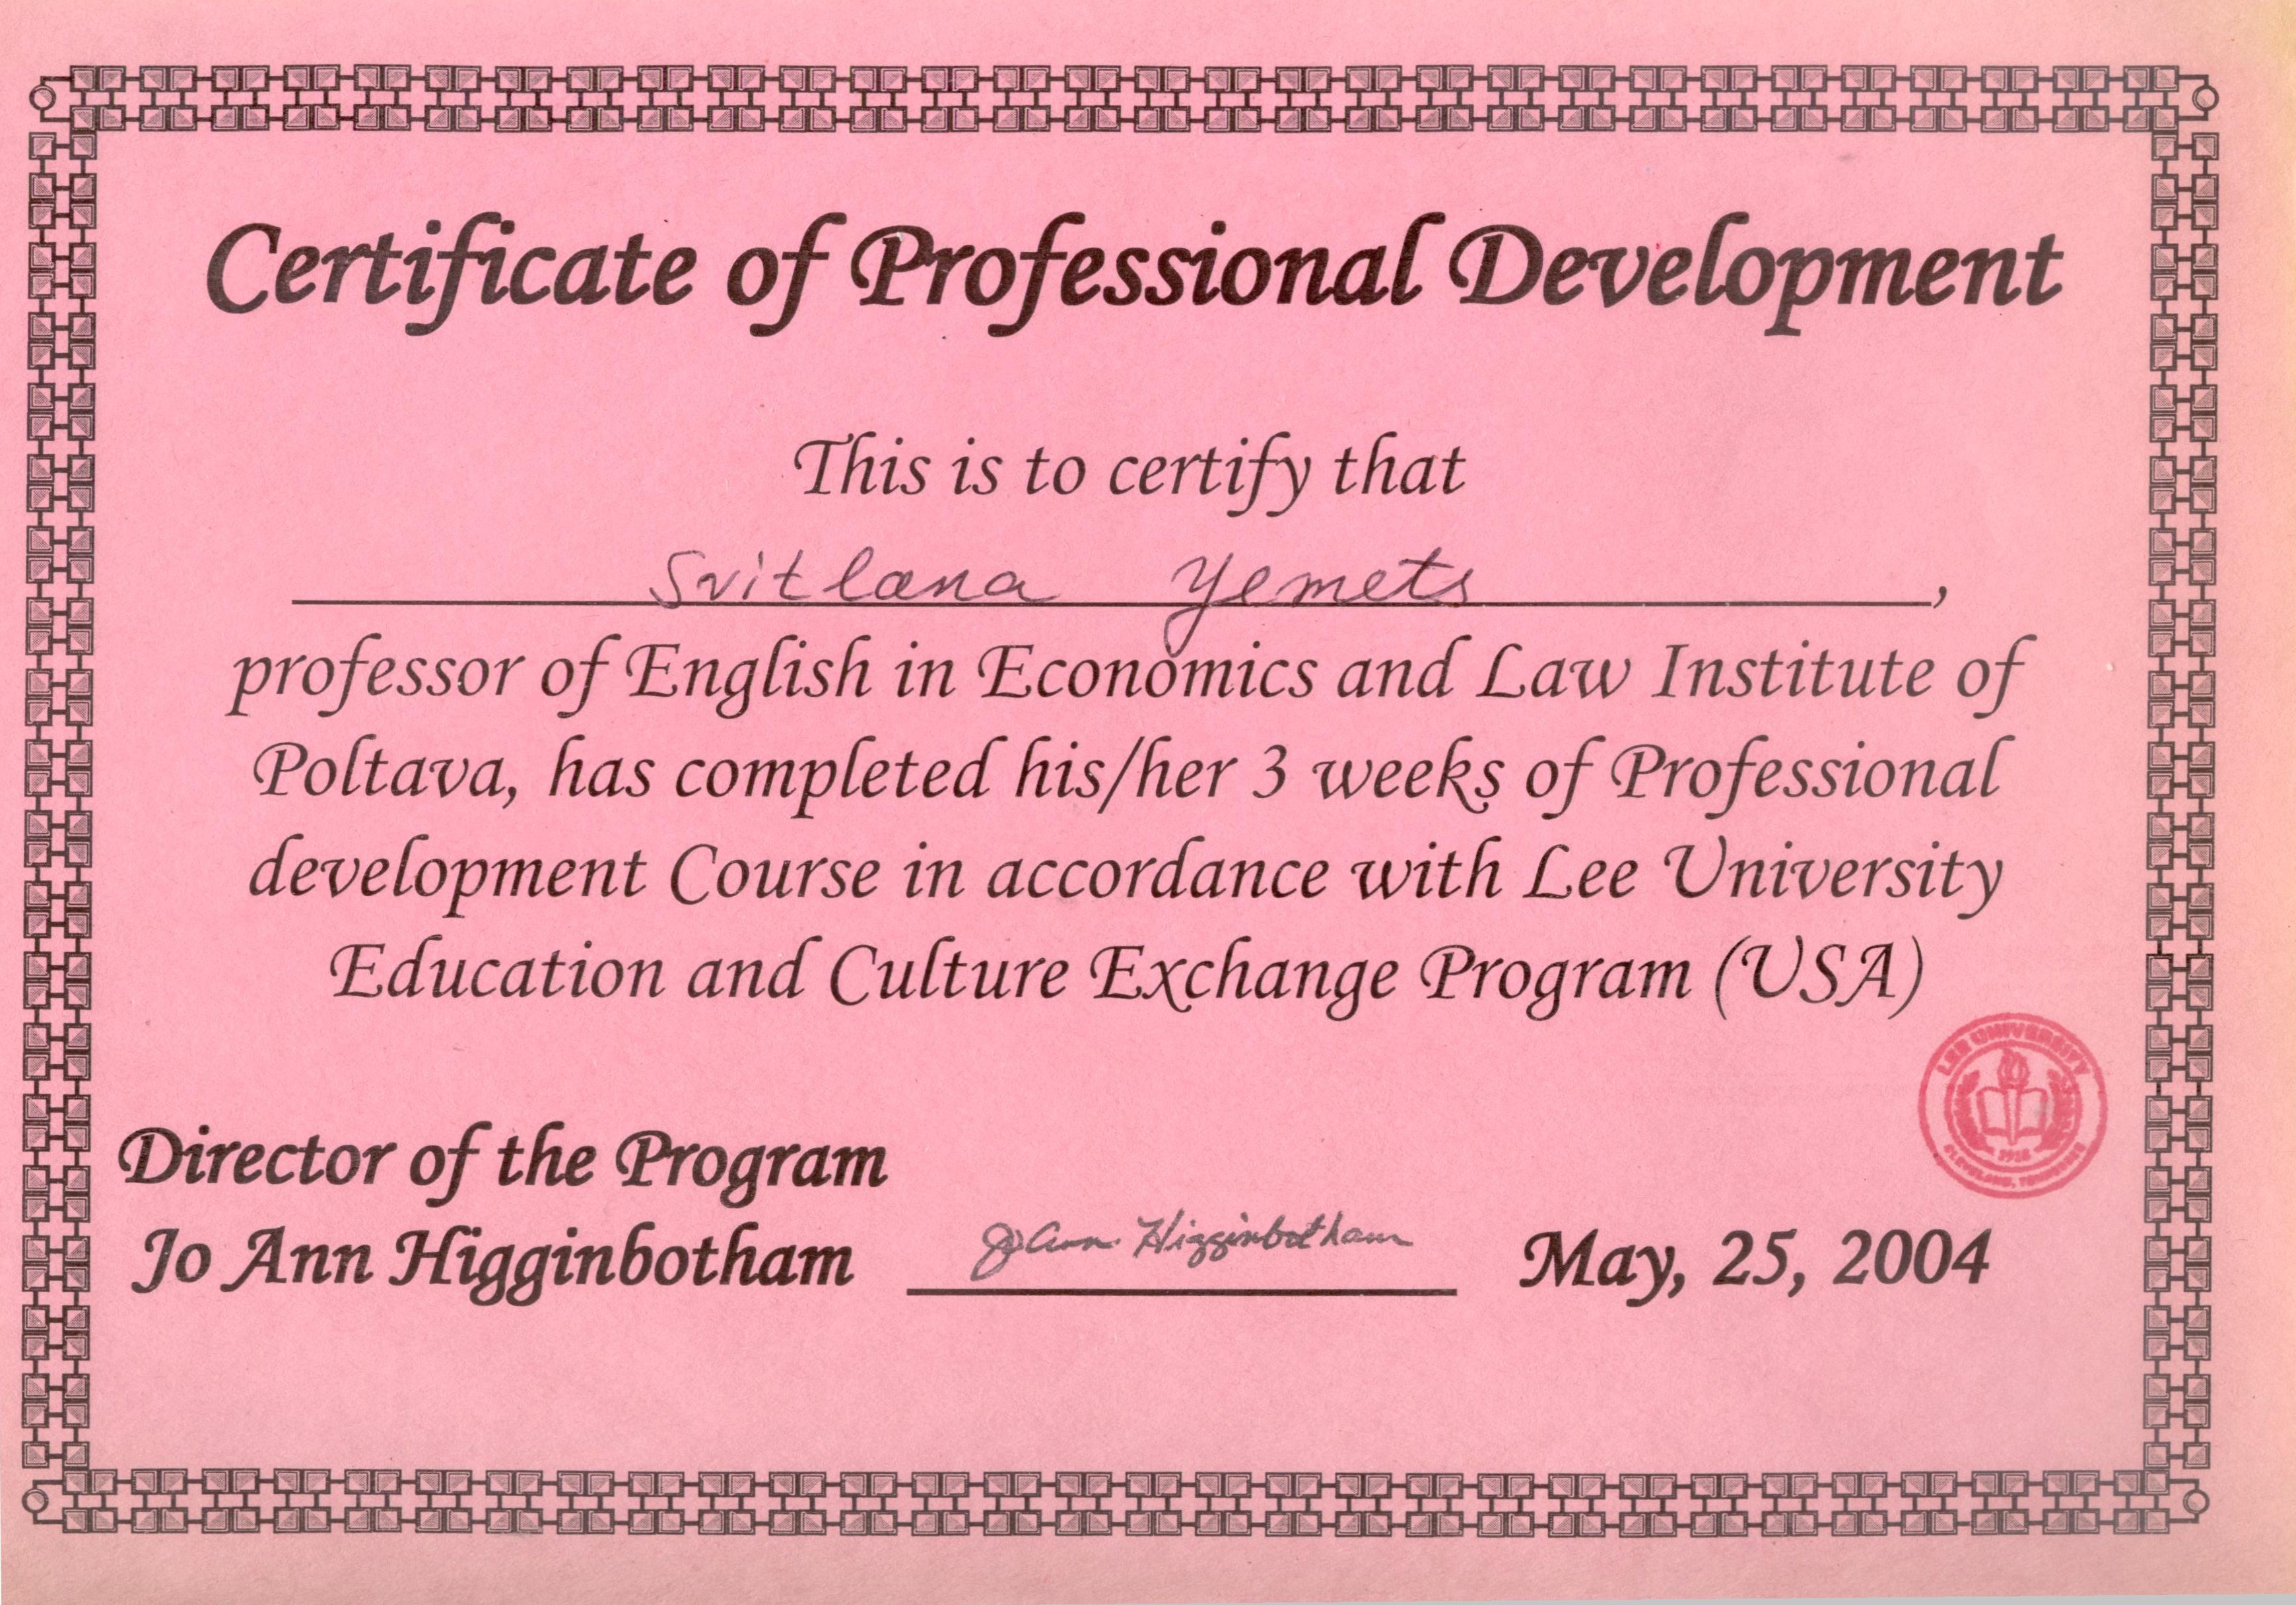 Certificate of Professional Development
This is to certify that
Svitlana Yemets,
professor of English in Economics and Law Institute of
Poltava, has completed his/her 3 weeks of Professional
development Course in accordance with Lee University
Education and Culture Exchange Program (USA)
LEE UNIVERSITY
1918
CLEVELAND, TENNESSEE
Director of the Program
Jo Ann Higginbotham
JoAnn Higginbotham
May, 25, 2004